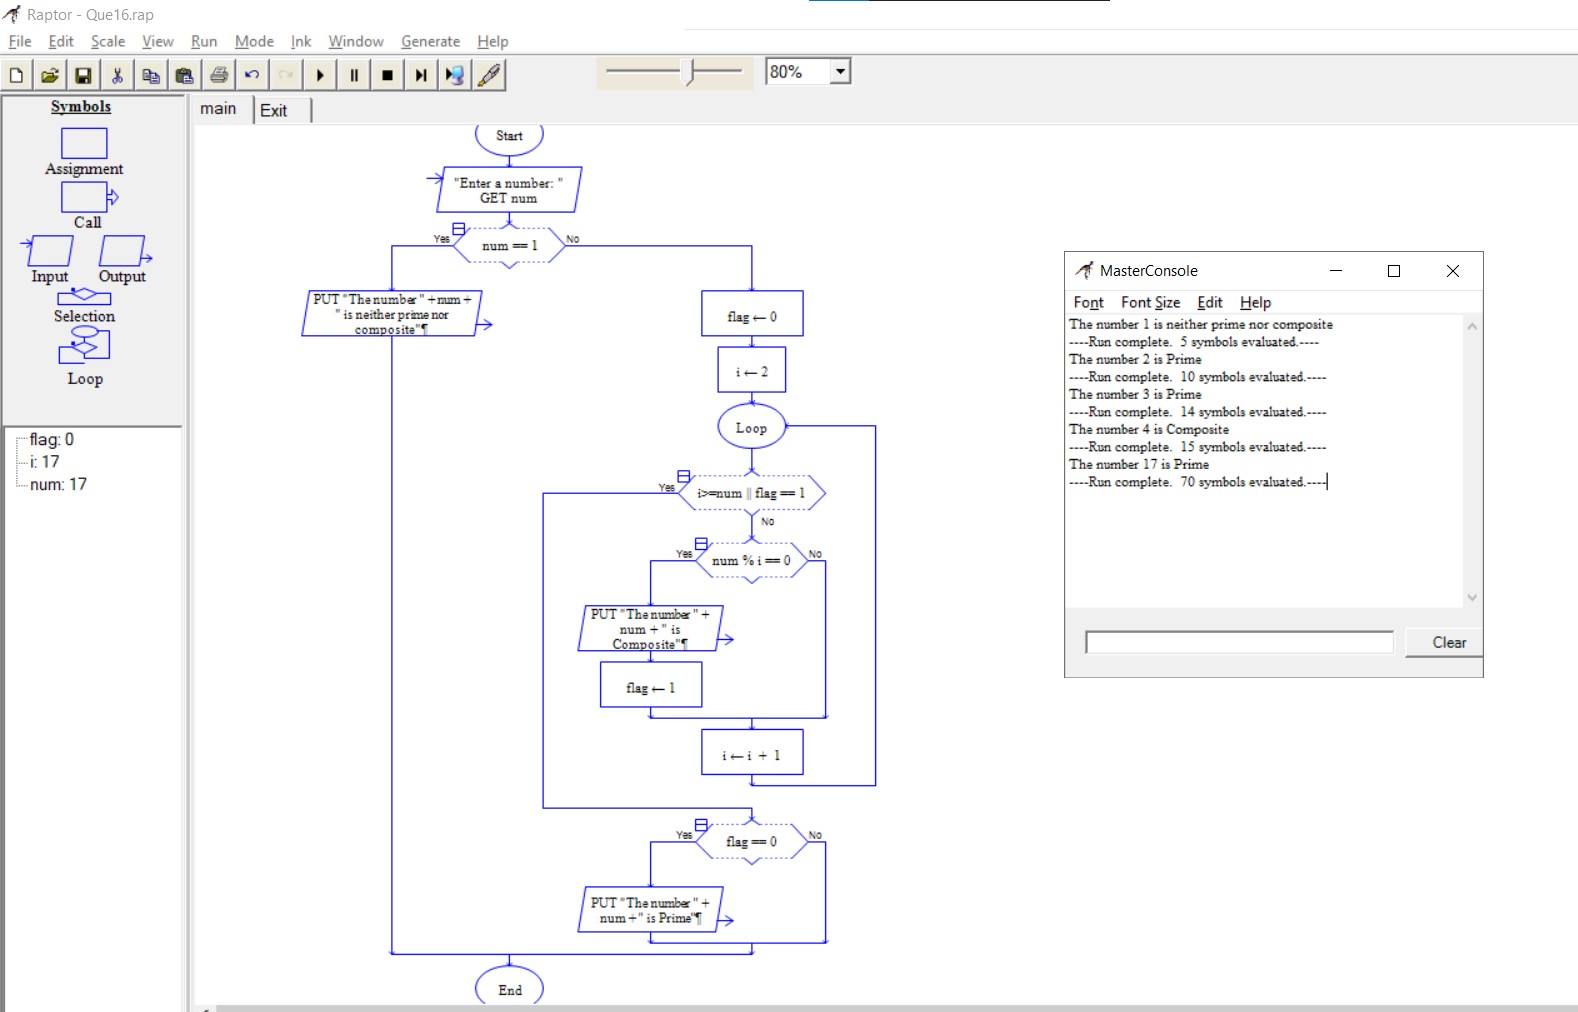 Raptor - Que16.rap
File Edit Scale View Run Mode Ink Window Generate Help
80%
Symbols
Assignment
Call
Input Output
Selection
Loop
flag: 0
i: 17
num: 17
main Exit
Start
"Enter a number: "
GET num
Yes
num == 1
No
PUT "The number " +num +
" is neither prime nor
composite"¶
flag ← 0
i ← 2
Loop
Yes
i>=num || flag == 1
No
Yes
num % i == 0
No
PUT "The number " +
num + " is
Composite"¶
flag ← 1
i ← i + 1
Yes
flag == 0
No
PUT "The number " +
num +" is Prime"¶
End
MasterConsole
Font Font Size Edit Help
The number 1 is neither prime nor composite
----Run complete.  5 symbols evaluated.----
The number 2 is Prime
----Run complete.  10 symbols evaluated.----
The number 3 is Prime
----Run complete.  14 symbols evaluated.----
The number 4 is Composite
----Run complete.  15 symbols evaluated.----
The number 17 is Prime
----Run complete.  70 symbols evaluated.----
Clear